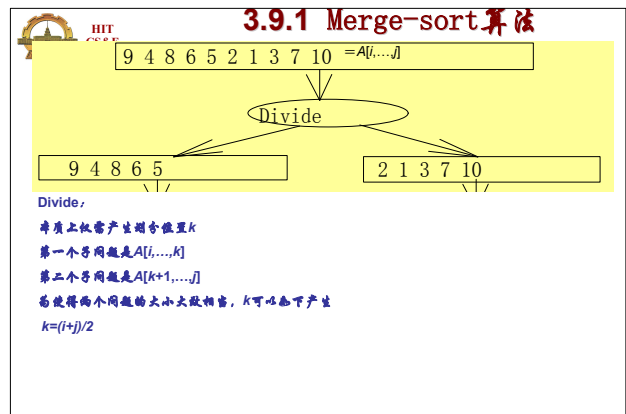 HIT
CS&E
3.9.1 Merge-sort算法
9 4 8 6 5 2 1 3 7 10 =A[i,…,j]
Divide
9 4 8 6 5
2 1 3 7 10
Divide:
本质上仅需产生划分位置k
第一个子问题是A[i,…,k]
第二个子问题是A[k+1,…,j]
为使得两个问题的大小大致相当，k可以如下产生
k=(i+j)/2